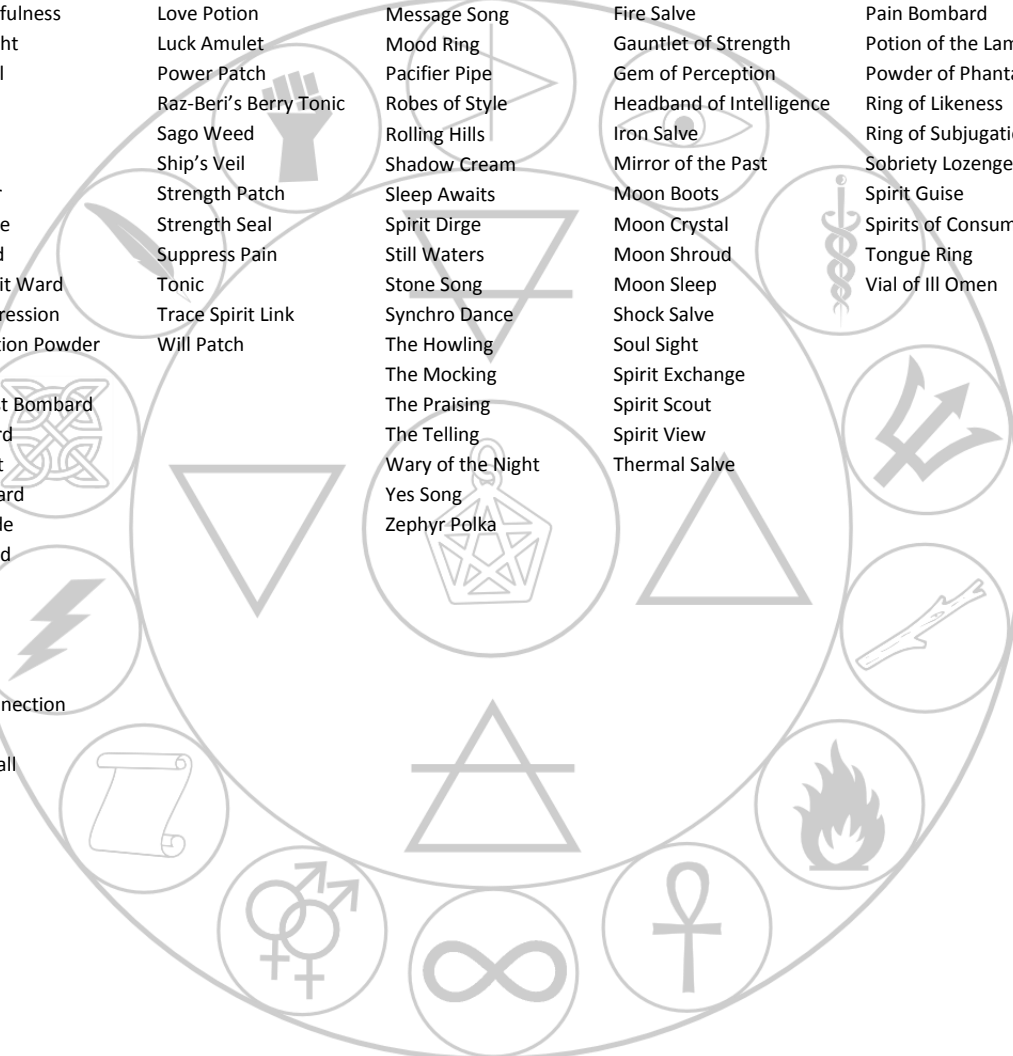 fulness
ht
l
r
e
d
it Ward
ression
tion Powder
t Bombard
rd
t
ard
le
d
nection
all
Love Potion
Luck Amulet
Power Patch
Raz-Beri’s Berry Tonic
Sago Weed
Ship’s Veil
Strength Patch
Strength Seal
Suppress Pain
Tonic
Trace Spirit Link
Will Patch
Message Song
Mood Ring
Pacifier Pipe
Robes of Style
Rolling Hills
Shadow Cream
Sleep Awaits
Spirit Dirge
Still Waters
Stone Song
Synchro Dance
The Howling
The Mocking
The Praising
The Telling
Wary of the Night
Yes Song
Zephyr Polka
Fire Salve
Gauntlet of Strength
Gem of Perception
Headband of Intelligence
Iron Salve
Mirror of the Past
Moon Boots
Moon Crystal
Moon Shroud
Moon Sleep
Shock Salve
Soul Sight
Spirit Exchange
Spirit Scout
Spirit View
Thermal Salve
Pain Bombard
Potion of the Lam
Powder of Phanta
Ring of Likeness
Ring of Subjugati
Sobriety Lozenge
Spirit Guise
Spirits of Consum
Tongue Ring
Vial of Ill Omen